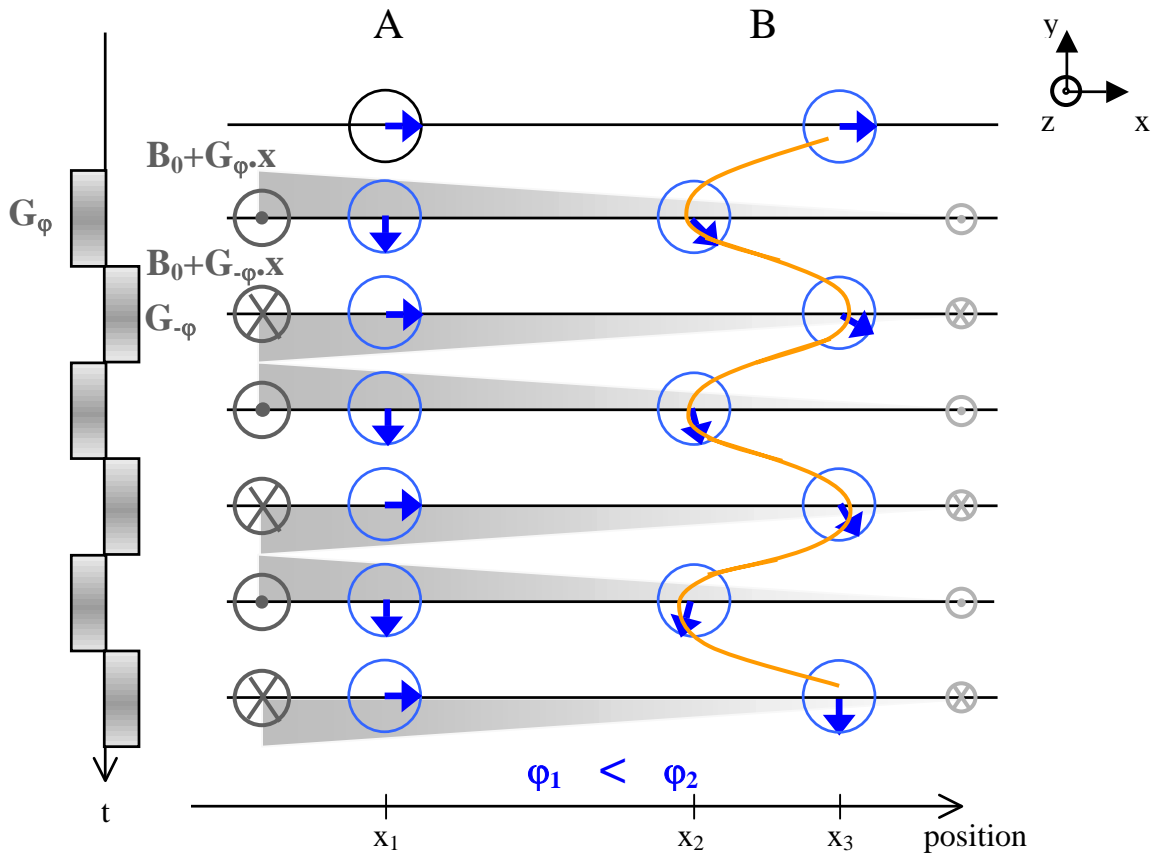 A B
y
z x
B₀+Gφ.x
Gφ
B₀+G₋φ.x
G₋φ
φ₁ < φ₂
t
x₁ x₂ x₃ position